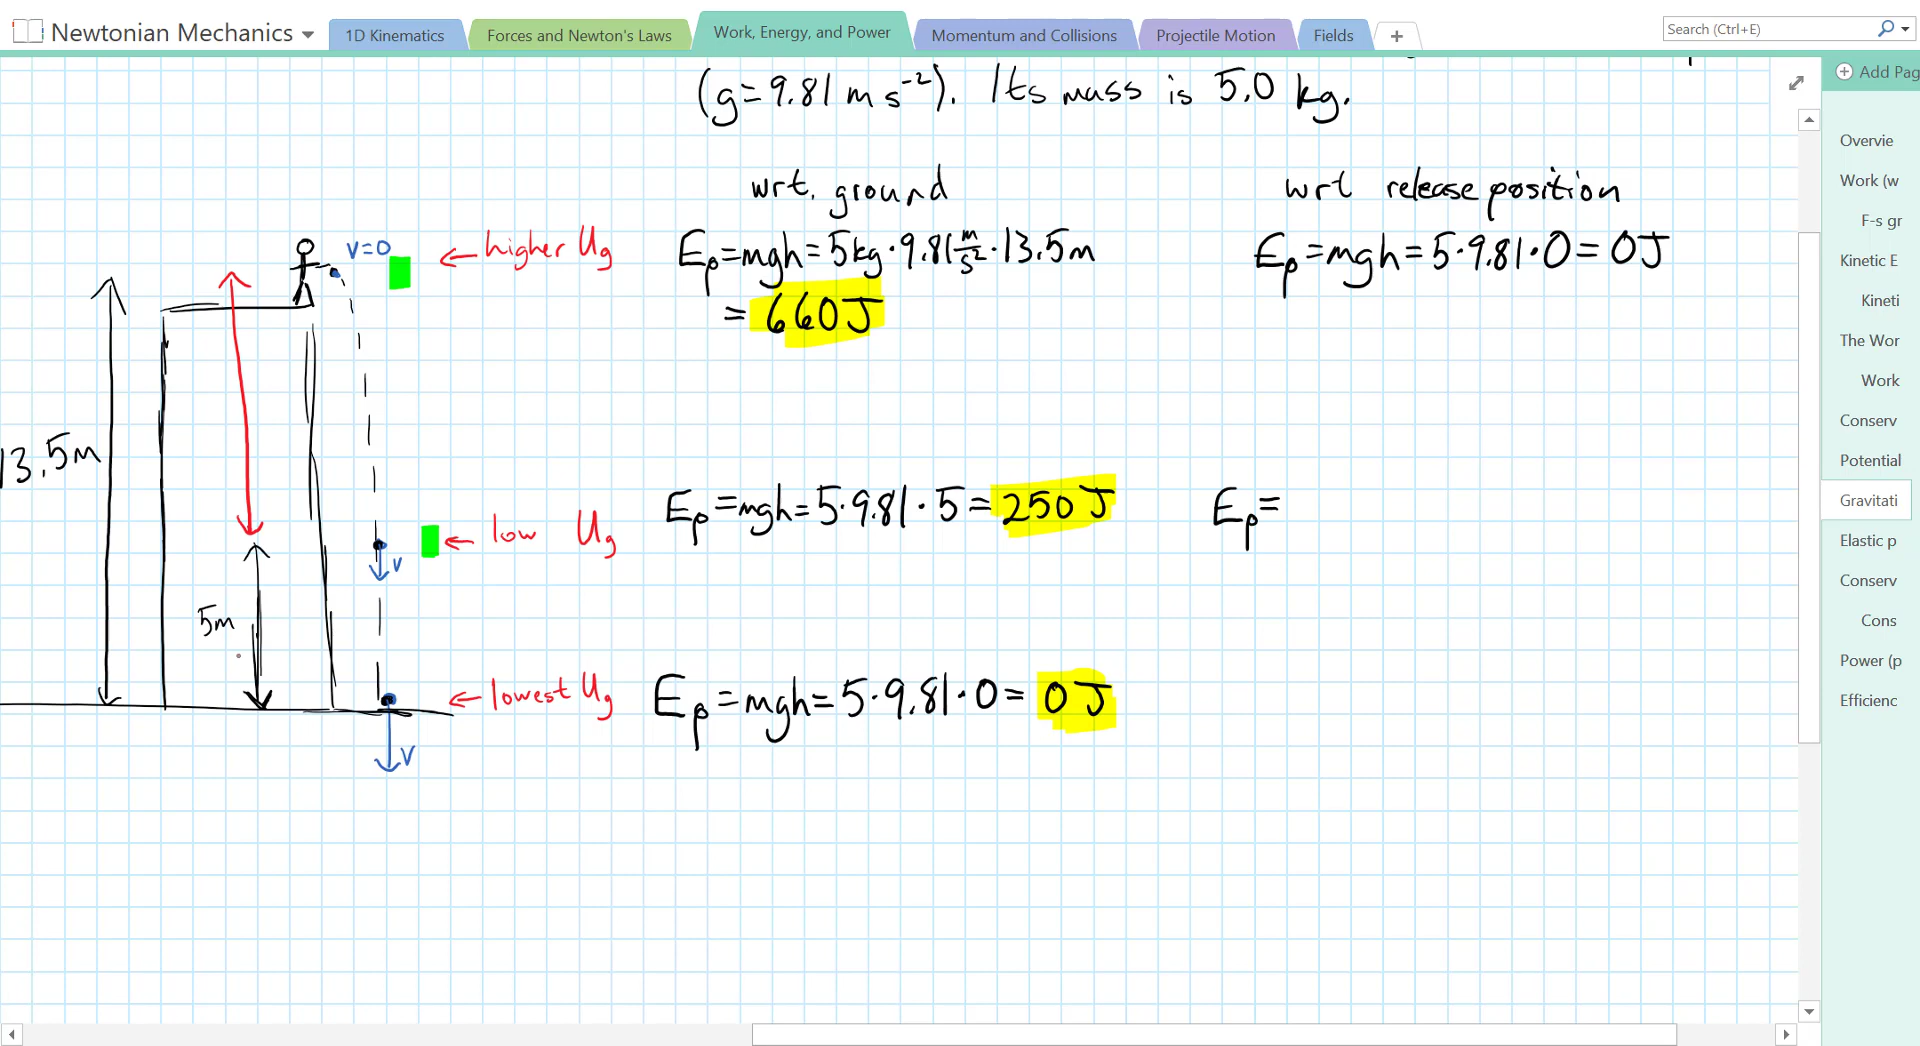 Newtonian Mechanics
1D Kinematics
Forces and Newton's Laws
Work, Energy, and Power
Momentum and Collisions
Projectile Motion
Fields
+
Search (Ctrl+E)
Add Pag
(g=9.81 m s⁻²). Its mass is 5.0 kg.
Overvie
Work (w
F-s gr
Kinetic E
Kineti
The Wor
Work
Conserv
Potential
Gravitati
Elastic p
Conserv
Cons
Power (p
Efficienc
wrt. ground
wrt release position
v=0
← higher Ug
Ep=mgh=5kg·9.81 m/s²·13.5m
= 660J
Ep=mgh=5·9.81·0=0J
13.5m
← low Ug
v
Ep=mgh=5·9.81·5=250J
Ep=
5m
← lowest Ug
v
Ep=mgh=5·9.81·0=0J